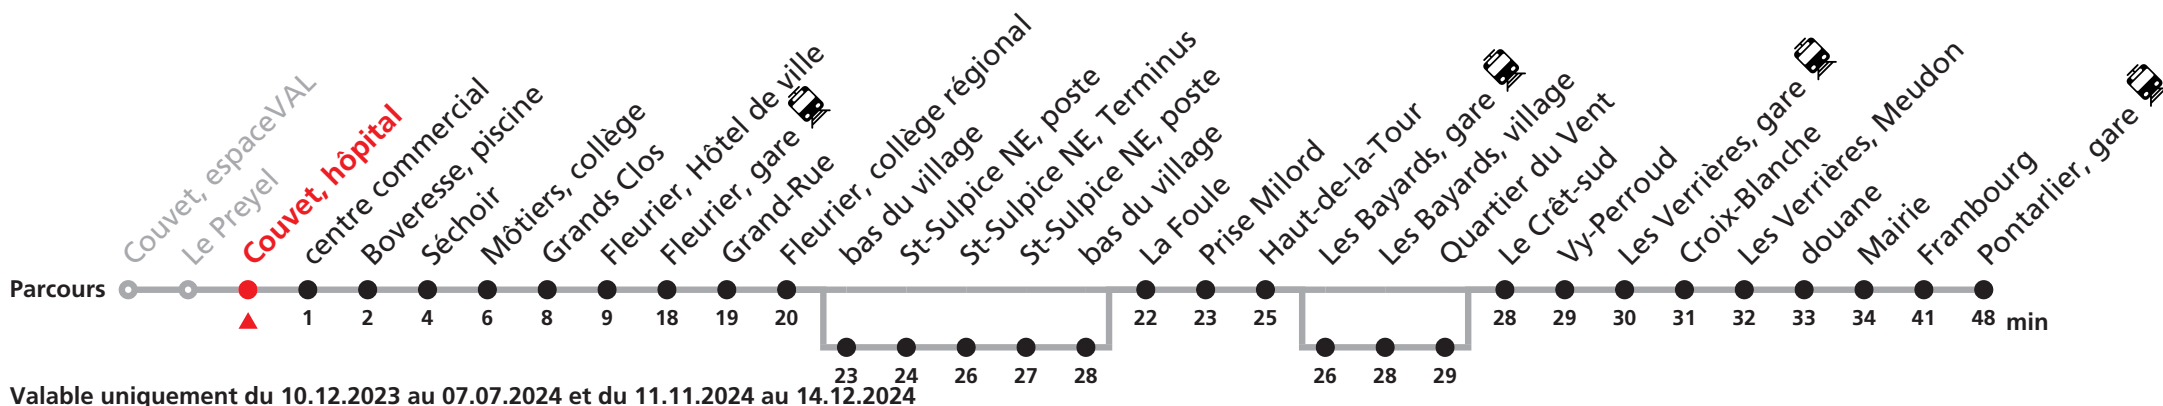 Couvet, espaceVAL
Le Preyel
Couvet, hôpital
centre commercial
Boveresse, piscine
Séchoir
Môtiers, collège
Grands Clos
Fleurier, Hôtel de ville
Fleurier, gare
Grand-Rue
Fleurier, collège régional
bas du village
St-Sulpice NE, poste
St-Sulpice NE, Terminus
St-Sulpice NE, poste
bas du village
La Foule
Prise Milord
Haut-de-la-Tour
Les Bayards, gare
Les Bayards, village
Quartier du Vent
Le Crêt-sud
Vy-Perroud
Les Verrières, gare
Croix-Blanche
Les Verrières, Meudon
douane
Mairie
Frambourg
Pontarlier, gare
Parcours
1 2 4 6 8 9 18 19 20 22 23 25 28 29 30 31 32 33 34 41 48 min
23 24 26 27 28 26 28 29
Valable uniquement du 10.12.2023 au 07.07.2024 et du 11.11.2024 au 14.12.2024